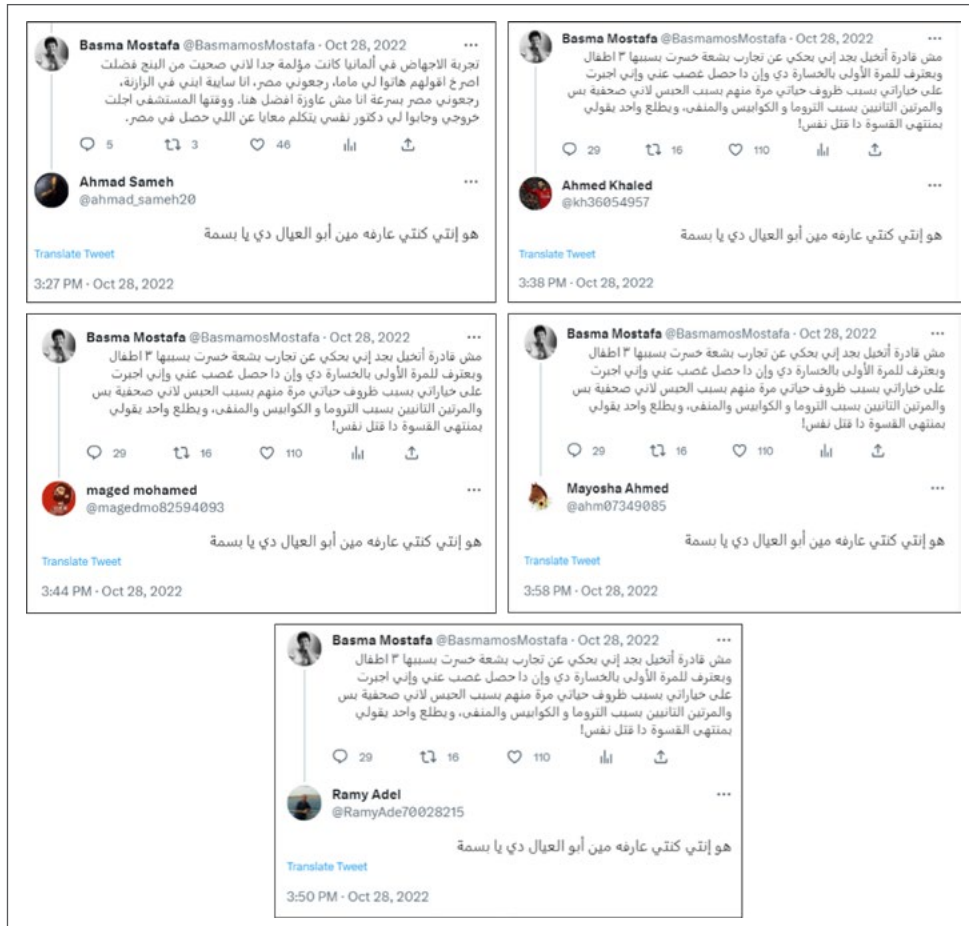 Basma Mostafa @BasmamosMostafa · Oct 28, 2022
تجربة الاجهاض في ألمانيا كانت مؤلمة جدا لاني صحيت من البنج فضلت
اصرخ اقولهم هاتوا لي ماما، رجعوني مصر، انا سايبة ابني في الزازنة،
رجعوني مصر بسرعة انا مش عاوزة افضل هنا، ووقتها المستشفى اجلت
خروجي وجابوا لي دكتور نفسي يتكلم معايا عن اللي حصل في مصر.
5 3 46
Ahmad Sameh
@ahmad_sameh20
هو إنتي كنتي عارفه مين أبو العيال دي يا بسمة
Translate Tweet
3:27 PM · Oct 28, 2022
Basma Mostafa @BasmamosMostafa · Oct 28, 2022
مش قادرة أتخيل بجد إني بحكي عن تجارب بشعة خسرت بسببها ٣ اطفال
وبعترف للمرة الأولى بالخسارة دي وإن دا حصل غصب عني وإني اجبرت
على خياراتي بسبب ظروف حياتي مرة منهم بسبب الحبس لاني صحفية بس
والمرتين التانيين بسبب التروما و الكوابيس والمنفى، ويطلع واحد يقولي
بمنتهى القسوة دا قتل نفس!
29 16 110
Ahmed Khaled
@kh36054957
هو إنتي كنتي عارفه مين أبو العيال دي يا بسمة
Translate Tweet
3:38 PM · Oct 28, 2022
Basma Mostafa @BasmamosMostafa · Oct 28, 2022
مش قادرة أتخيل بجد إني بحكي عن تجارب بشعة خسرت بسببها ٣ اطفال
وبعترف للمرة الأولى بالخسارة دي وإن دا حصل غصب عني وإني اجبرت
على خياراتي بسبب ظروف حياتي مرة منهم بسبب الحبس لاني صحفية بس
والمرتين التانيين بسبب التروما و الكوابيس والمنفى، ويطلع واحد يقولي
بمنتهى القسوة دا قتل نفس!
29 16 110
maged mohamed
@magedmo82594093
هو إنتي كنتي عارفه مين أبو العيال دي يا بسمة
Translate Tweet
3:44 PM · Oct 28, 2022
Basma Mostafa @BasmamosMostafa · Oct 28, 2022
مش قادرة أتخيل بجد إني بحكي عن تجارب بشعة خسرت بسببها ٣ اطفال
وبعترف للمرة الأولى بالخسارة دي وإن دا حصل غصب عني وإني اجبرت
على خياراتي بسبب ظروف حياتي مرة منهم بسبب الحبس لاني صحفية بس
والمرتين التانيين بسبب التروما و الكوابيس والمنفى، ويطلع واحد يقولي
بمنتهى القسوة دا قتل نفس!
29 16 110
Mayosha Ahmed
@ahm07349085
هو إنتي كنتي عارفه مين أبو العيال دي يا بسمة
Translate Tweet
3:58 PM · Oct 28, 2022
Basma Mostafa @BasmamosMostafa · Oct 28, 2022
مش قادرة أتخيل بجد إني بحكي عن تجارب بشعة خسرت بسببها ٣ اطفال
وبعترف للمرة الأولى بالخسارة دي وإن دا حصل غصب عني وإني اجبرت
على خياراتي بسبب ظروف حياتي مرة منهم بسبب الحبس لاني صحفية بس
والمرتين التانيين بسبب التروما و الكوابيس والمنفى، ويطلع واحد يقولي
بمنتهى القسوة دا قتل نفس!
29 16 110
Ramy Adel
@RamyAde70028215
هو إنتي كنتي عارفه مين أبو العيال دي يا بسمة
Translate Tweet
3:50 PM · Oct 28, 2022